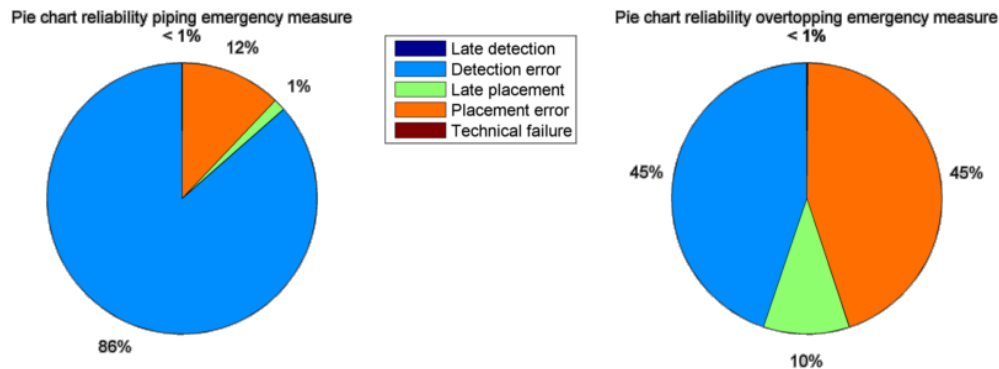 Pie chart reliability piping emergency measure
< 1%
12%
1%
86%
Late detection
Detection error
Late placement
Placement error
Technical failure
Pie chart reliability overtopping emergency measure
< 1%
45%
45%
10%